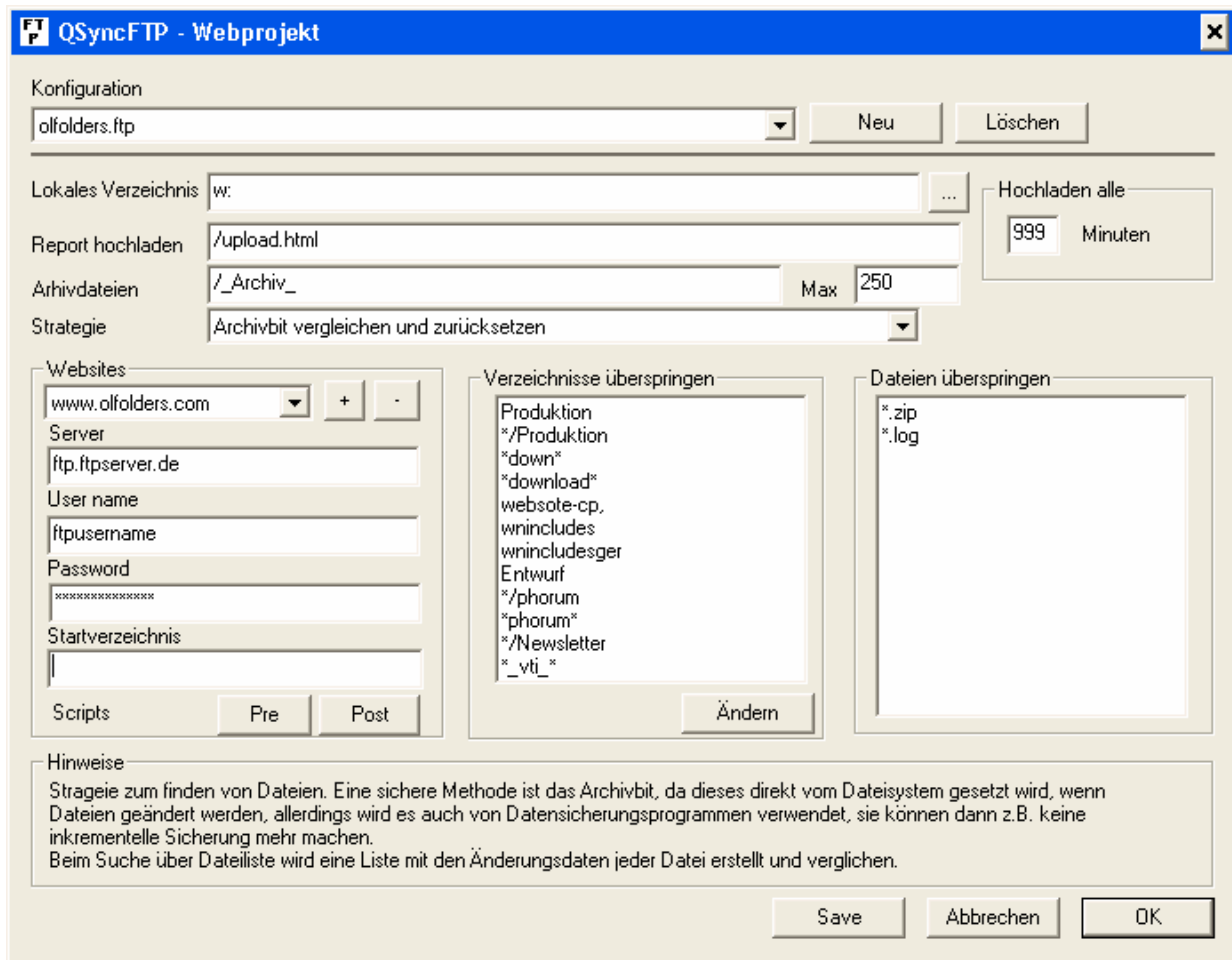 FTP QSyncFTP - Webprojekt
Konfiguration
olfolders.ftp
Neu
Löschen
Lokales Verzeichnis
w:
...
Hochladen alle
999
Minuten
Report hochladen
/upload.html
Arhivdateien
/_Archiv_
Max
250
Strategie
Archivbit vergleichen und zurücksetzen
Websites
www.olfolders.com
+
-
Server
ftp.ftpserver.de
User name
ftpusername
Password
**************
Startverzeichnis
Scripts
Pre
Post
Verzeichnisse überspringen
Produktion
*/Produktion
*down*
*download*
websote-cp,
wnincludes
wnincludesger
Entwurf
*/phorum
*phorum*
*/Newsletter
*_vti_*
Ändern
Dateien überspringen
*.zip
*.log
Hinweise
Strageie zum finden von Dateien. Eine sichere Methode ist das Archivbit, da dieses direkt vom Dateisystem gesetzt wird, wenn
Dateien geändert werden, allerdings wird es auch von Datensicherungsprogrammen verwendet, sie können dann z.B. keine
inkrementelle Sicherung mehr machen.
Beim Suche über Dateiliste wird eine Liste mit den Änderungsdaten jeder Datei erstellt und verglichen.
Save
Abbrechen
OK